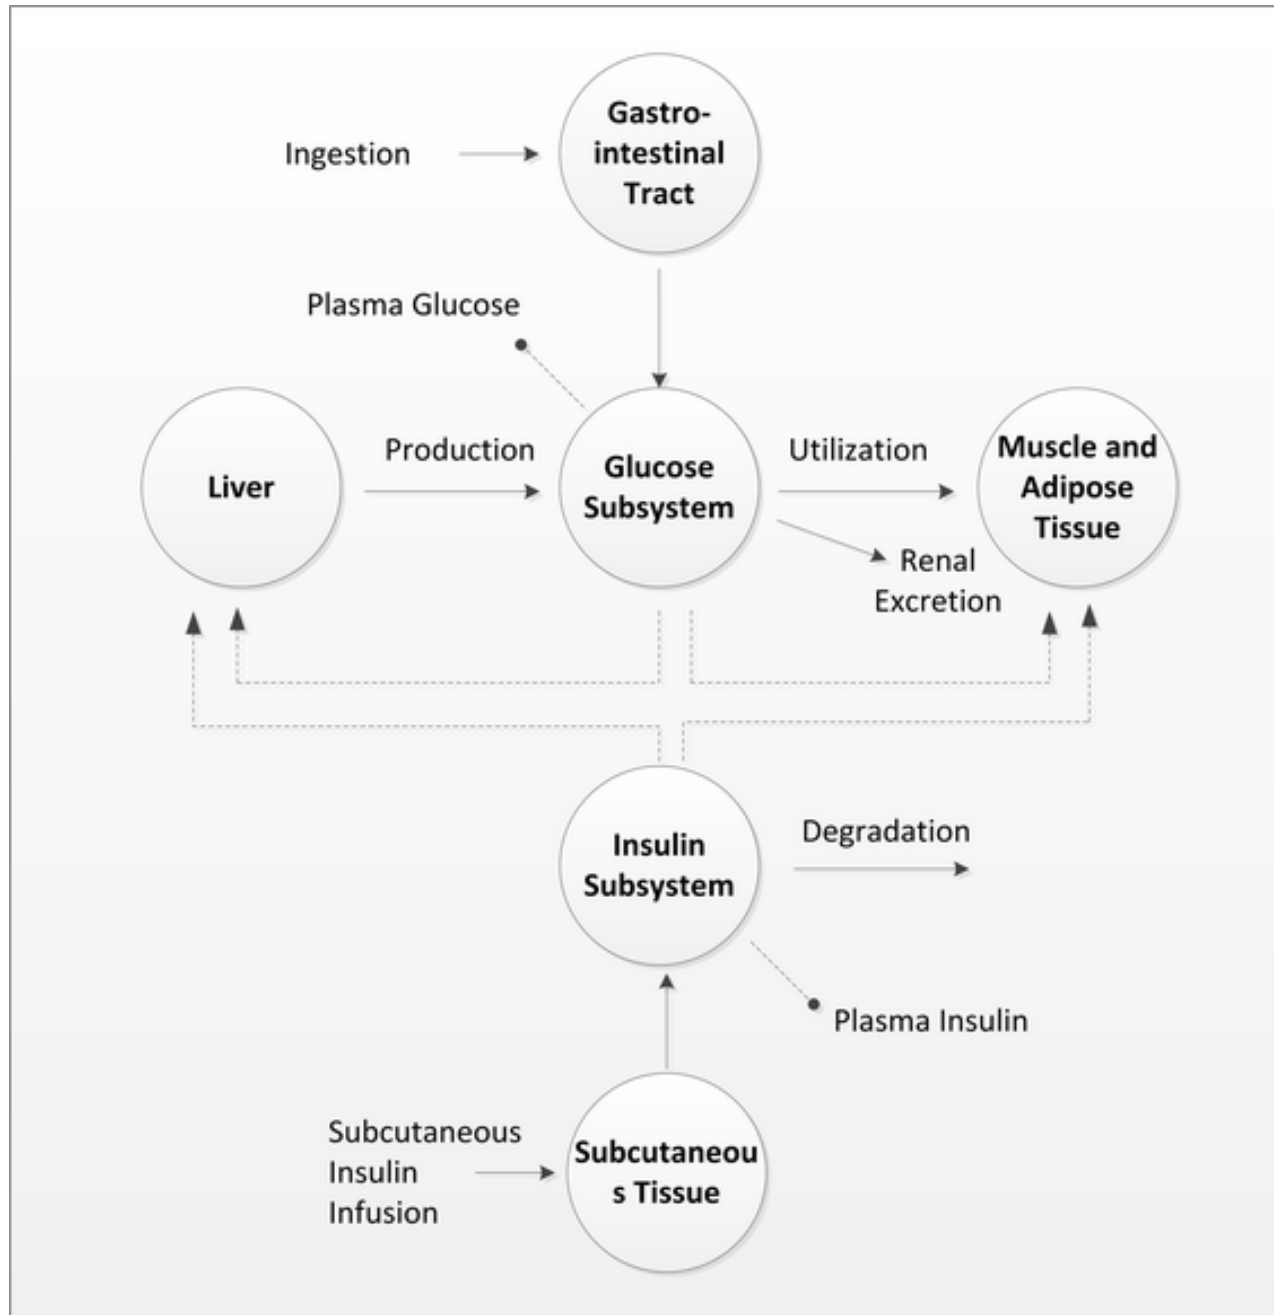 Gastro-
intestinal
Tract
Ingestion
Plasma Glucose
Liver
Production
Glucose
Subsystem
Utilization
Muscle and
Adipose
Tissue
Renal
Excretion
Insulin
Subsystem
Degradation
Plasma Insulin
Subcutaneous
Insulin
Infusion
Subcutaneou
s Tissue